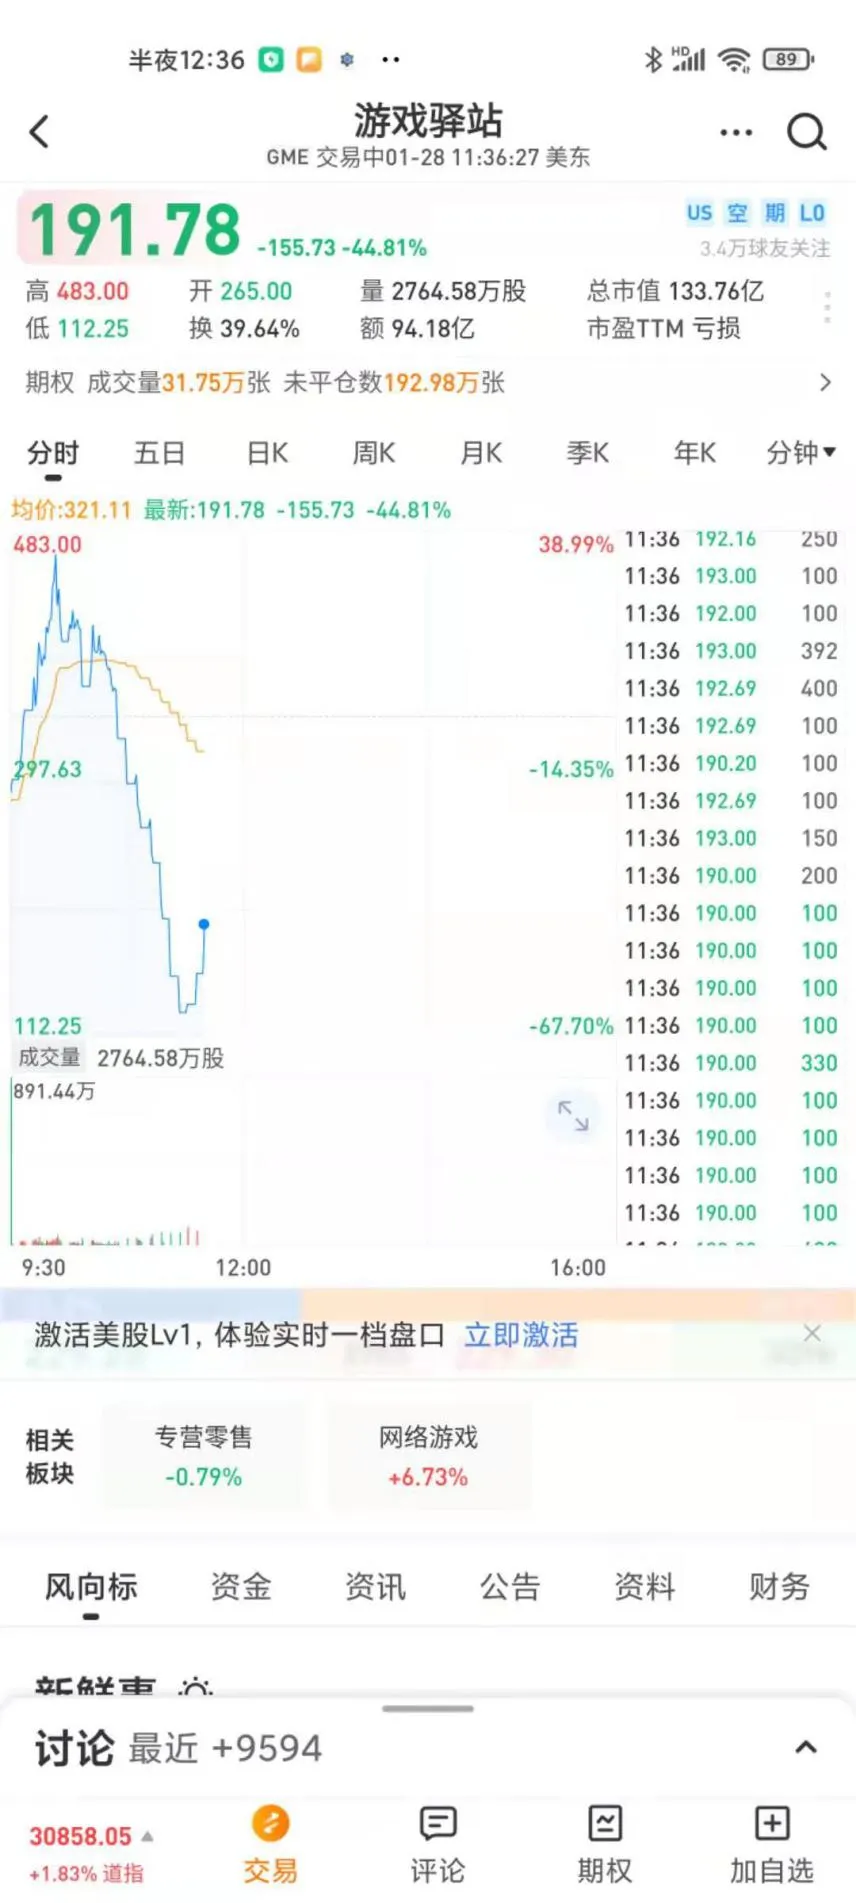 半夜12:36
HD
89
游戏驿站
GME 交易中01-28 11:36:27 美东
191.78 -155.73 -44.81%
US 空 期 L0
3.4万球友关注
高 483.00 开 265.00 量 2764.58万股 总市值 133.76亿
低 112.25 换 39.64% 额 94.18亿 市盈TTM 亏损
期权 成交量31.75万张 未平仓数192.98万张
分时 五日 日K 周K 月K 季K 年K 分钟
均价:321.11 最新:191.78 -155.73 -44.81%
483.00 38.99%
297.63 -14.35%
112.25 -67.70%
成交量 2764.58万股
891.44万
9:30 12:00 16:00
11:36 192.16 250
11:36 193.00 100
11:36 192.00 100
11:36 193.00 392
11:36 192.69 400
11:36 192.69 100
11:36 190.20 100
11:36 192.69 100
11:36 193.00 150
11:36 190.00 200
11:36 190.00 100
11:36 190.00 100
11:36 190.00 100
11:36 190.00 100
11:36 190.00 330
11:36 190.00 100
11:36 190.00 100
11:36 190.00 100
11:36 190.00 100
激活美股Lv1, 体验实时一档盘口 立即激活
相关板块
专营零售
-0.79%
网络游戏
+6.73%
风向标 资金 资讯 公告 资料 财务
新鲜事
讨论 最近 +9594
30858.05
+1.83% 道指
交易 评论 期权 加自选